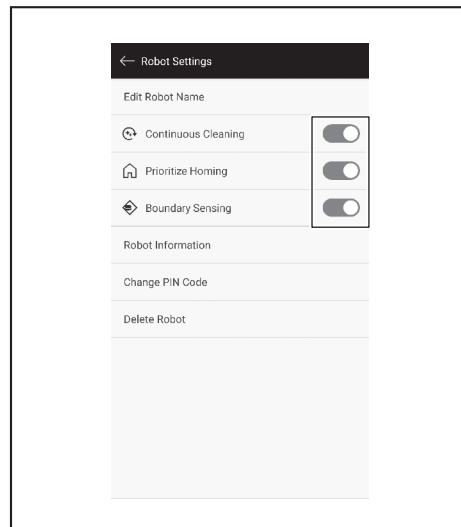 Robot Settings
Edit Robot Name
Continuous Cleaning
Prioritize Homing
Boundary Sensing
Robot Information
Change PIN Code
Delete Robot